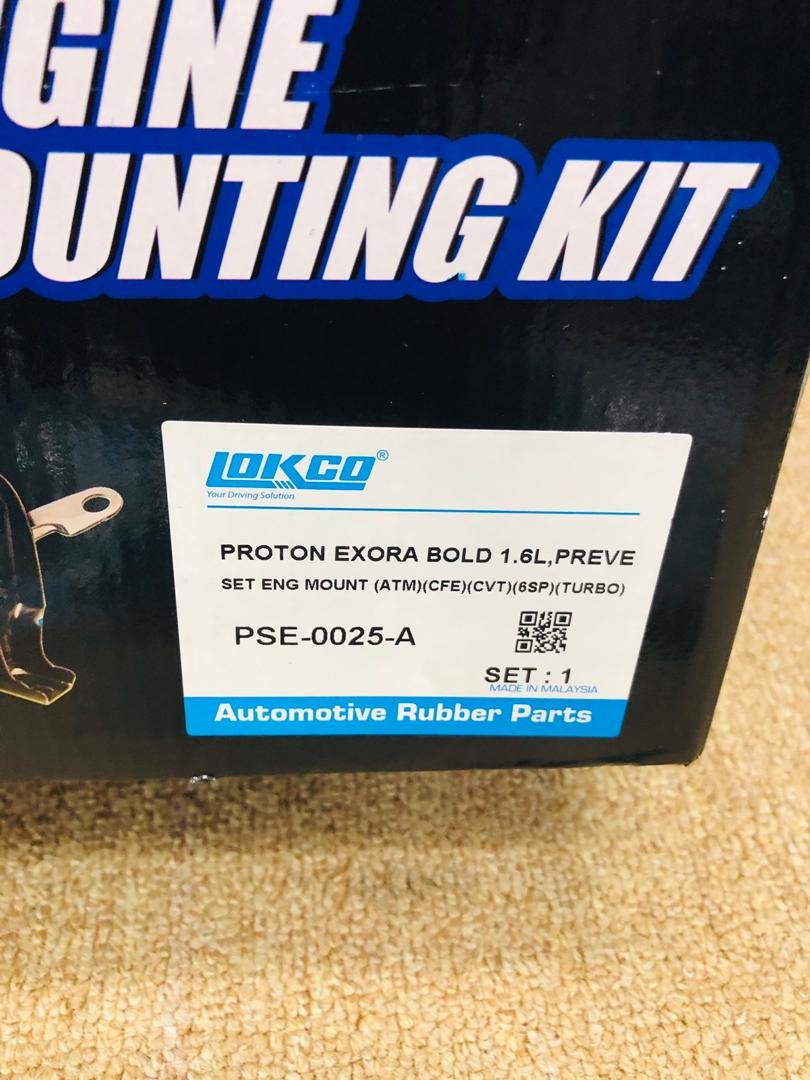 GINE
OUNTING KIT
LOKCO®
Your Driving Solution
PROTON EXORA BOLD 1.6L,PREVE
SET ENG MOUNT (ATM)(CFE)(CVT)(6SP)(TURBO)
PSE-0025-A
SET : 1
MADE IN MALAYSIA
Automotive Rubber Parts